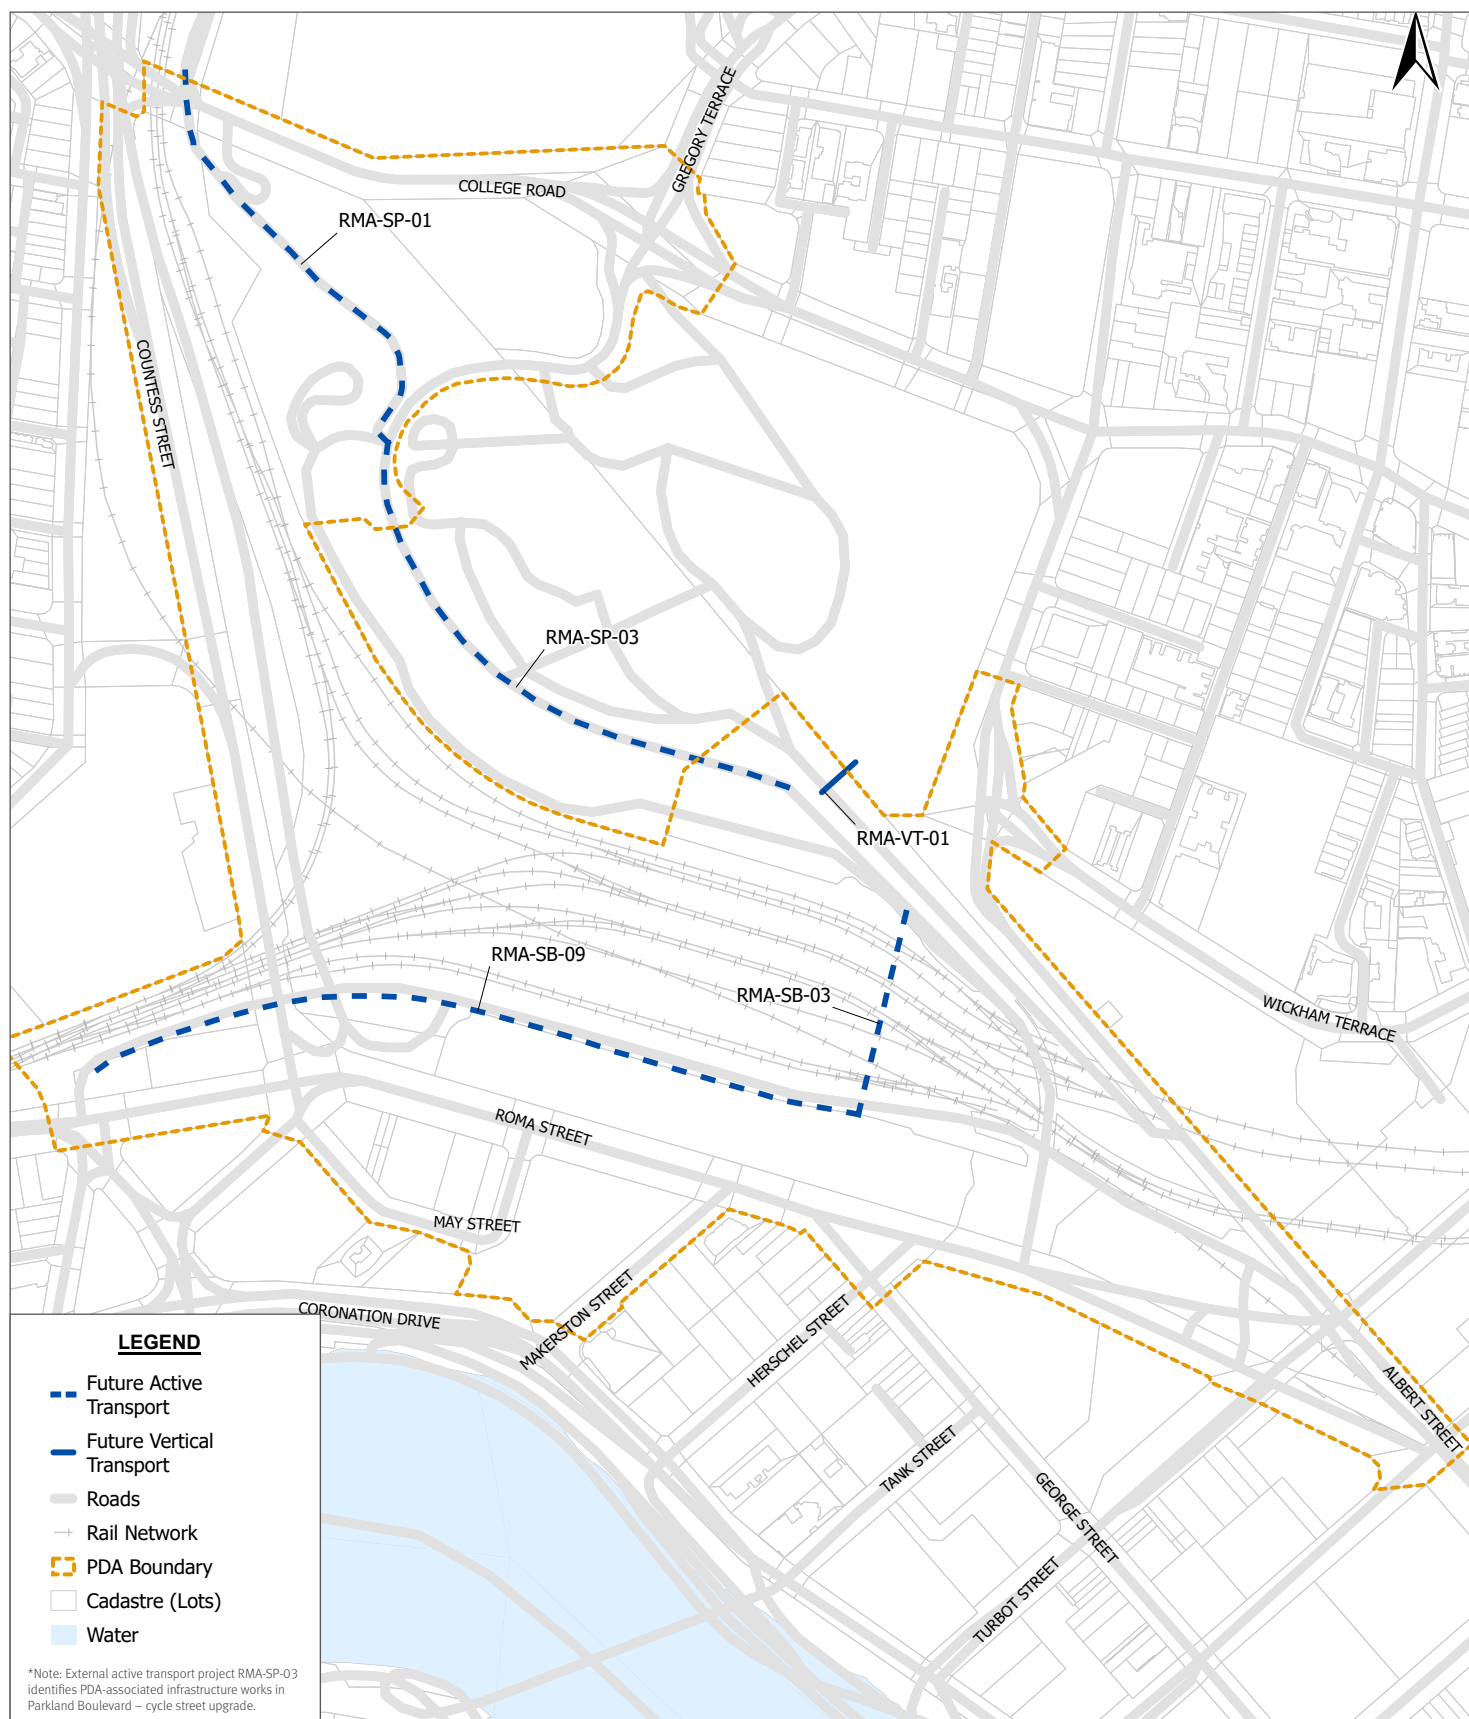 GREGORY TERRACE
COLLEGE ROAD
RMA-SP-01
COUNTESS STREET
RMA-SP-03
RMA-VT-01
RMA-SB-09
RMA-SB-03
WICKHAM TERRACE
ROMA STREET
MAY STREET
MAKERSTON STREET
CORONATION DRIVE
HERSCHEL STREET
ALBERT STREET
TANK STREET
GEORGE STREET
TURBOT STREET
LEGEND
Future Active
Transport
Future Vertical
Transport
Roads
Rail Network
PDA Boundary
Cadastre (Lots)
Water
*Note: External active transport project RMA-SP-03
identifies PDA-associated infrastructure works in
Parkland Boulevard – cycle street upgrade.